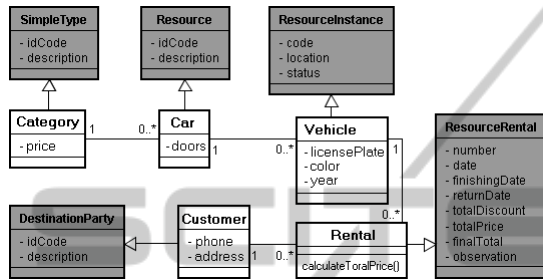 SimpleType
- idCode
- description
Resource
- idCode
- description
ResourceInstance
- code
- location
- status
Category
- price
1
0..*
Car
- doors
1
0..*
Vehicle
- licensePlate
- color
- year
1
0..*
ResourceRental
- number
- date
- finishingDate
- returnDate
- totalDiscount
- totalPrice
- finalTotal
- observation
DestinationParty
- idCode
- description
Customer
- phone
- address
1
0..*
Rental
calculateToralPrice()
SCITE